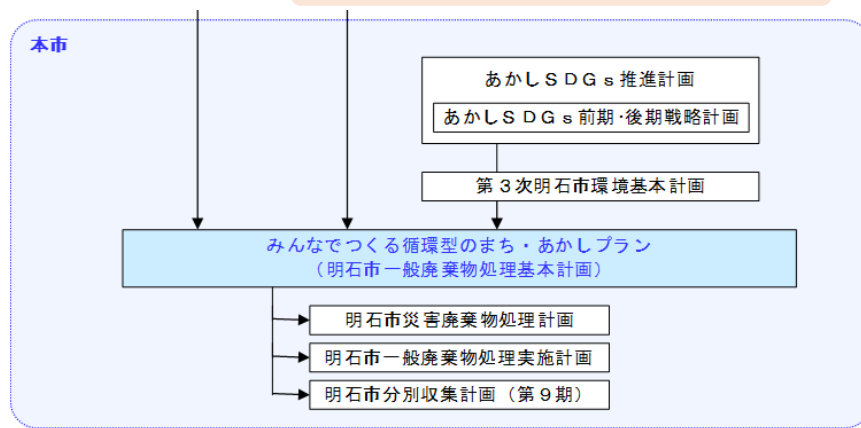 本市
あかしＳＤＧｓ推進計画
あかしＳＤＧｓ前期･後期戦略計画
第３次明石市環境基本計画
みんなでつくる循環型のまち・あかしプラン
（明石市一般廃棄物処理基本計画）
明石市災害廃棄物処理計画
明石市一般廃棄物処理実施計画
明石市分別収集計画（第９期）